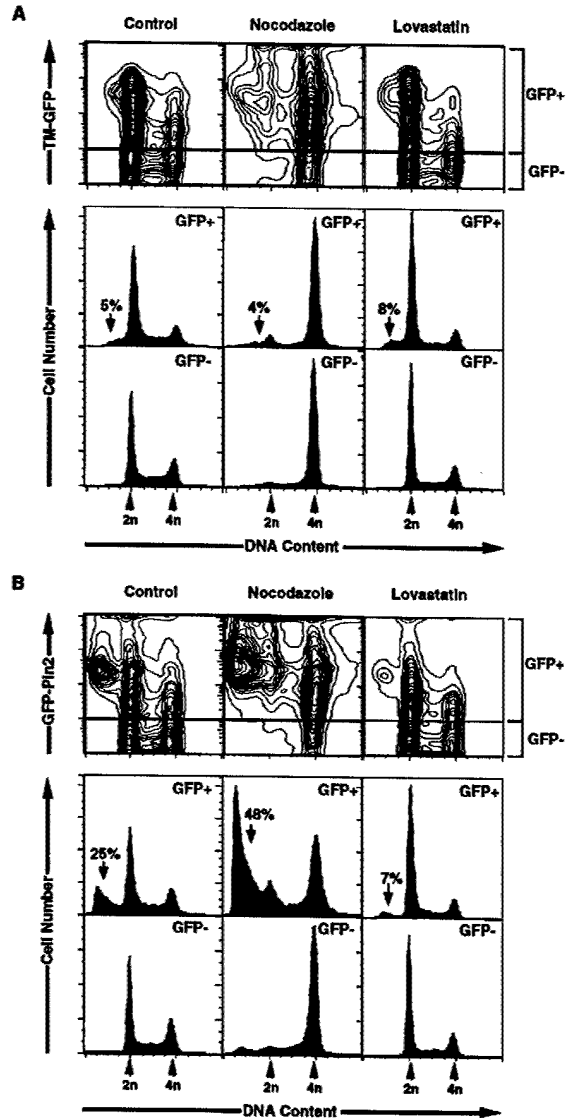 A
Control Nocodazole Lovastatin
TM-GFP
GFP+
GFP-
Cell Number
GFP+ GFP+ GFP+
5% 4% 8%
GFP- GFP- GFP-
2n 4n 2n 4n 2n 4n
DNA Content
B
Control Nocodazole Lovastatin
GFP-Pin2
GFP+
GFP-
Cell Number
GFP+ GFP+ GFP+
25% 48% 7%
GFP- GFP- GFP-
2n 4n 2n 4n 2n 4n
DNA Content